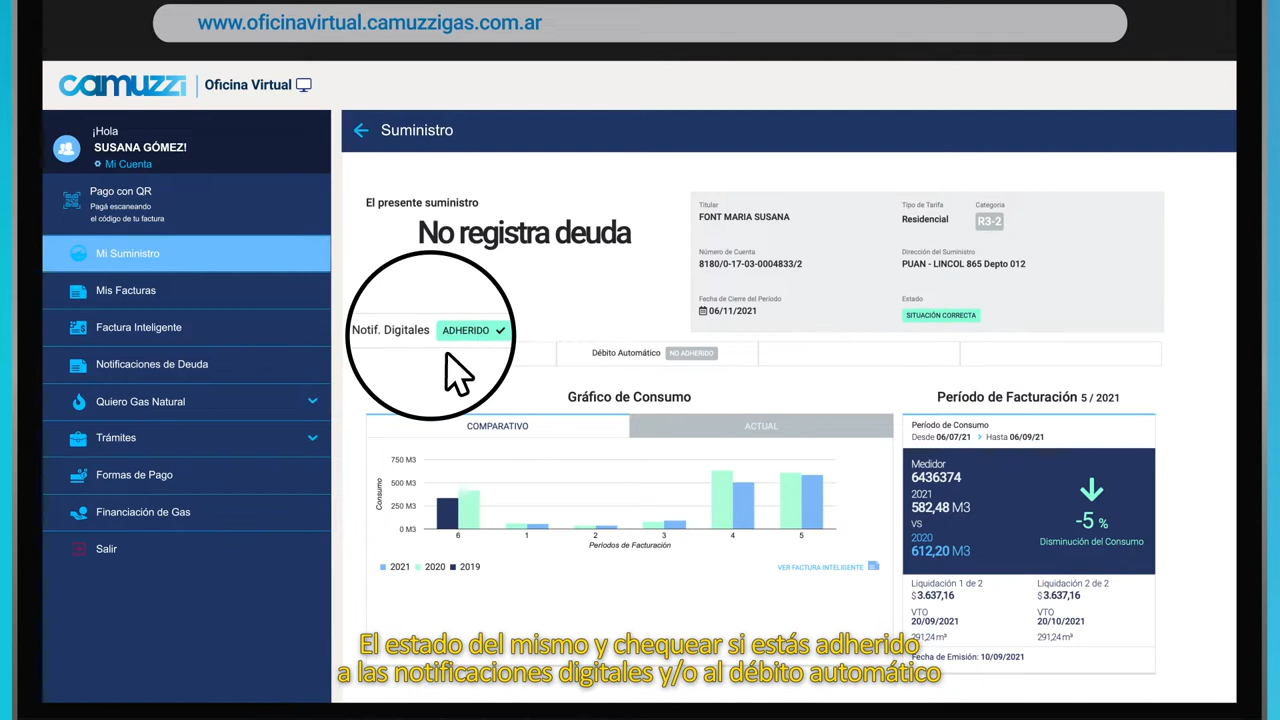 www.oficinavirtual.camuzzigas.com.ar
camuzzi
Oficina Virtual
¡Hola
SUSANA GÓMEZ!
Mi Cuenta
Pago con QR
Pagá escaneando
el código de tu factura
Mi Suministro
Mis Facturas
Factura Inteligente
Notificaciones de Deuda
Quiero Gas Natural
Trámites
Formas de Pago
Financiación de Gas
Salir
Suministro
El presente suministro
No registra deuda
Titular
FONT MARIA SUSANA
Tipo de Tarifa
Residencial
Categoria
R3-2
Número de Cuenta
8180/0-17-03-0004833/2
Dirección del Suministro
PUAN - LINCOL 865 Depto 012
Fecha de Cierre del Período
06/11/2021
Estado
SITUACIÓN CORRECTA
Notif. Digitales ADHERIDO
Débito Automático NO ADHERIDO
Gráfico de Consumo
COMPARATIVO
ACTUAL
Consumo
750 M3
500 M3
250 M3
0 M3
6 1 2 3 4 5
Períodos de Facturación
2021 2020 2019
VER FACTURA INTELIGENTE
Período de Facturación 5 / 2021
Período de Consumo
Desde 06/07/21 > Hasta 06/09/21
Medidor
6436374
2021
582,48 M3
VS
2020
612,20 M3
-5 %
Disminución del Consumo
Liquidación 1 de 2
$ 3.637,16
VTO
20/09/2021
291,24 m³
Liquidación 2 de 2
$ 3.637,16
VTO
20/10/2021
291,24 m³
Fecha de Emisión: 10/09/2021
El estado del mismo y chequear si estás adherido
a las notificaciones digitales y/o al débito automático